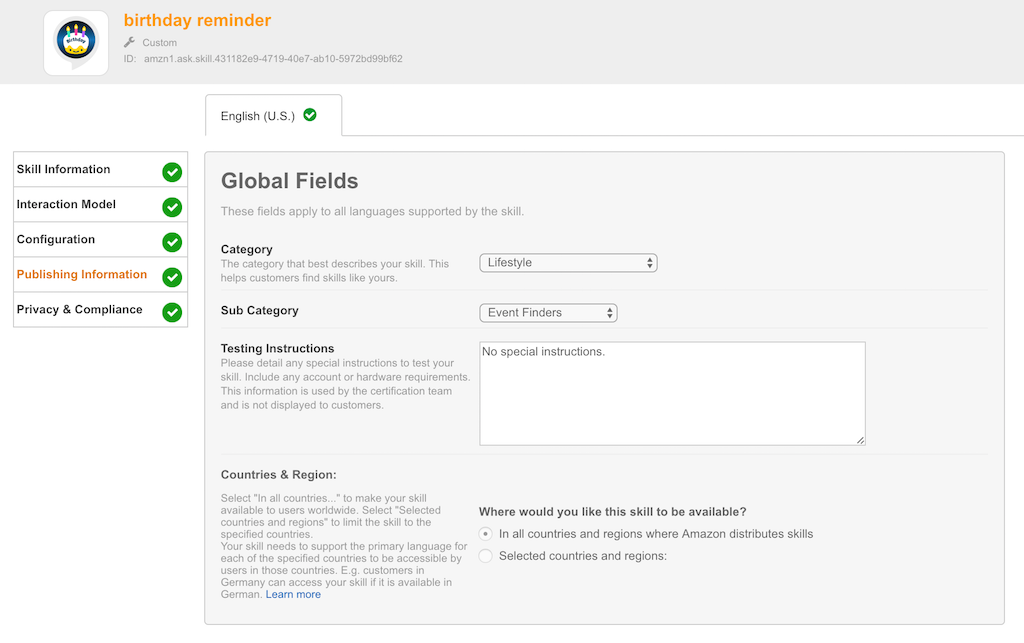 birthday reminder
Custom
ID: amzn1.ask.skill.431182e9-4719-40e7-ab10-5972bd99bf62
English (U.S.)
Skill Information
Interaction Model
Configuration
Publishing Information
Privacy & Compliance
Global Fields
These fields apply to all languages supported by the skill.
Category
The category that best describes your skill. This
helps customers find skills like yours.
Lifestyle
Sub Category
Event Finders
Testing Instructions
Please detail any special instructions to test your
skill. Include any account or hardware requirements.
This information is used by the certification team
and is not displayed to customers.
No special instructions.
Countries & Region:
Select "In all countries..." to make your skill
available to users worldwide. Select "Selected
countries and regions" to limit the skill to the
specified countries.
Your skill needs to support the primary language for
each of the specified countries to be accessible by
users in those countries. E.g. customers in
Germany can access your skill if it is available in
German. Learn more
Where would you like this skill to be available?
In all countries and regions where Amazon distributes skills
Selected countries and regions: